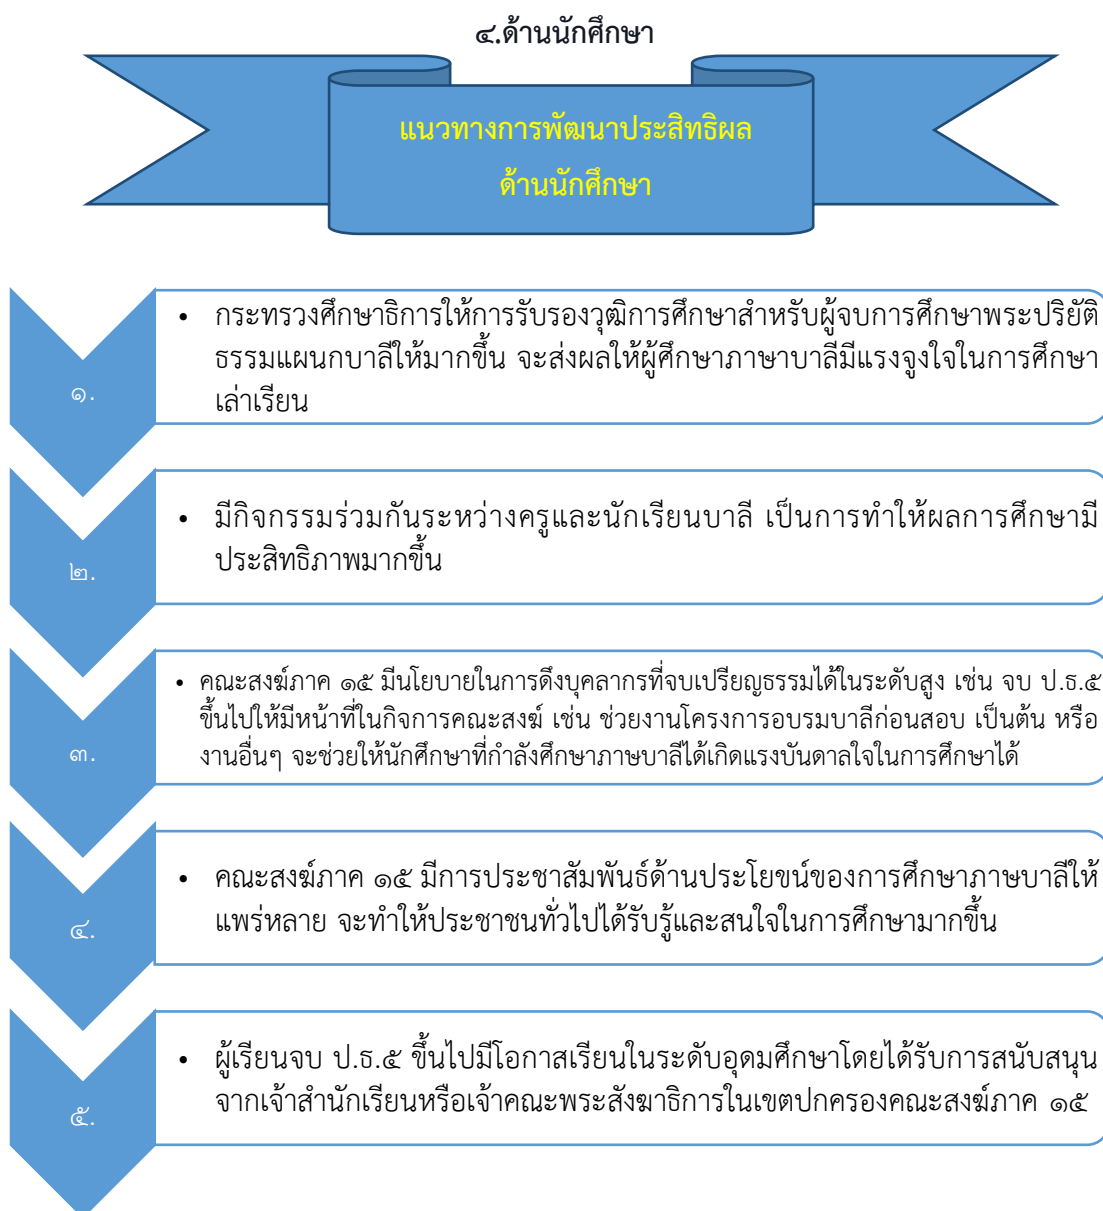 ๔.ด้านนักศึกษา
แนวทางการพัฒนาประสิทธิผล
ด้านนักศึกษา
๑.
• กระทรวงศึกษาธิการให้การรับรองวุฒิการศึกษาสำหรับผู้จบการศึกษาพระปริยัติ
ธรรมแผนกบาลีให้มากขึ้น จะส่งผลให้ผู้ศึกษาภาษาบาลีมีแรงจูงใจในการศึกษา
เล่าเรียน
๒.
• มีกิจกรรมร่วมกันระหว่างครูและนักเรียนบาลี เป็นการทำให้ผลการศึกษามี
ประสิทธิภาพมากขึ้น
๓.
• คณะสงฆ์ภาค ๑๕ มีนโยบายในการดึงบุคลากรที่จบเปรียญธรรมได้ในระดับสูง เช่น จบ ป.ธ.๕
ขึ้นไปให้มีหน้าที่ในกิจการคณะสงฆ์ เช่น ช่วยงานโครงการอบรมบาลีก่อนสอบ เป็นต้น หรือ
งานอื่นๆ จะช่วยให้นักศึกษาที่กำลังศึกษาภาษบาลีได้เกิดแรงบันดาลใจในการศึกษาได้
๔.
• คณะสงฆ์ภาค ๑๕ มีการประชาสัมพันธ์ด้านประโยขน์ของการศึกษาภาษบาลีให้
แพร่หลาย จะทำให้ประชาชนทั่วไปได้รับรู้และสนใจในการศึกษามากขึ้น
๕.
• ผู้เรียนจบ ป.ธ.๕ ขึ้นไปมีโอกาสเรียนในระดับอุดมศึกษาโดยได้รับการสนับสนุน
จากเจ้าสำนักเรียนหรือเจ้าคณะพระสังฆาธิการในเขตปกครองคณะสงฆ์ภาค ๑๕